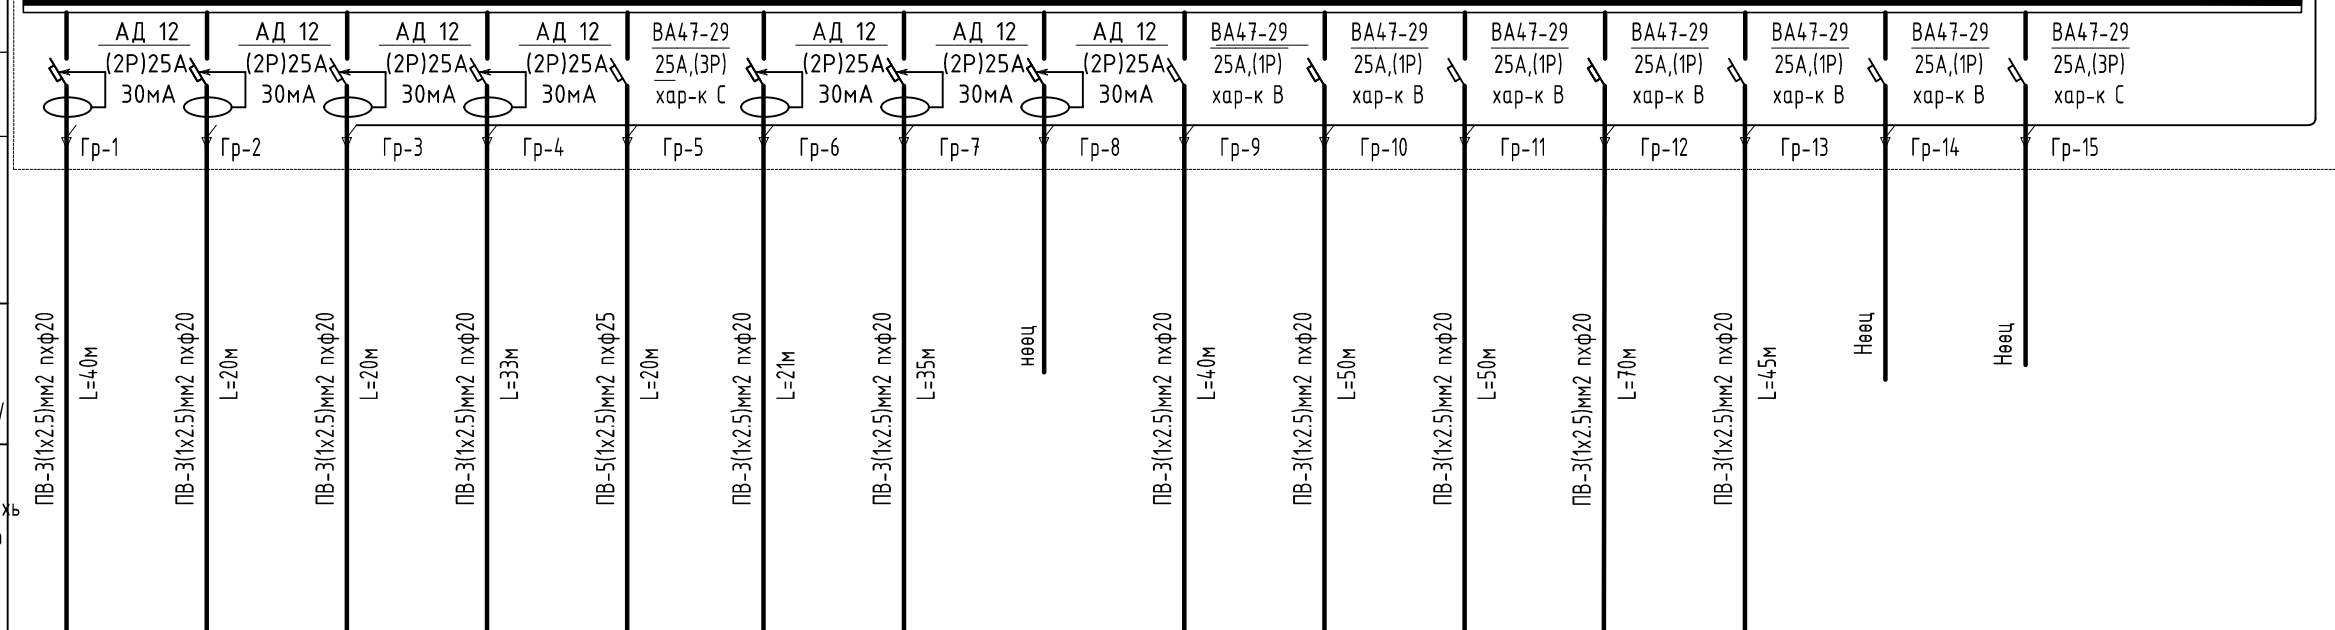 АД 12
(2Р)25А
30мА
Гр-1
АД 12
(2Р)25А
30мА
Гр-2
АД 12
(2Р)25А
30мА
Гр-3
АД 12
(2Р)25А
30мА
Гр-4
ВА47-29
25А,(3Р)
хар-к С
Гр-5
АД 12
(2Р)25А
30мА
Гр-6
АД 12
(2Р)25А
30мА
Гр-7
АД 12
(2Р)25А
30мА
Гр-8
ВА47-29
25А,(1Р)
хар-к В
Гр-9
ВА47-29
25А,(1Р)
хар-к В
Гр-10
ВА47-29
25А,(1Р)
хар-к В
Гр-11
ВА47-29
25А,(1Р)
хар-к В
Гр-12
ВА47-29
25А,(1Р)
хар-к В
Гр-13
ВА47-29
25А,(1Р)
хар-к В
Гр-14
ВА47-29
25А,(3Р)
хар-к С
Гр-15
ПВ-3(1х2.5)мм2 пхф20
L=40м
ПВ-3(1х2.5)мм2 пхф20
L=20м
ПВ-3(1х2.5)мм2 пхф20
L=20м
ПВ-3(1х2.5)мм2 пхф20
L=33м
ПВ-5(1х2.5)мм2 пхф25
L=20м
ПВ-3(1х2.5)мм2 пхф20
L=21м
ПВ-3(1х2.5)мм2 пхф20
L=35м
нөөц
ПВ-3(1х2.5)мм2 пхф20
L=40м
ПВ-3(1х2.5)мм2 пхф20
L=50м
ПВ-3(1х2.5)мм2 пхф20
L=50м
ПВ-3(1х2.5)мм2 пхф20
L=70м
ПВ-3(1х2.5)мм2 пхф20
L=45м
Нөөц
Нөөц
хь